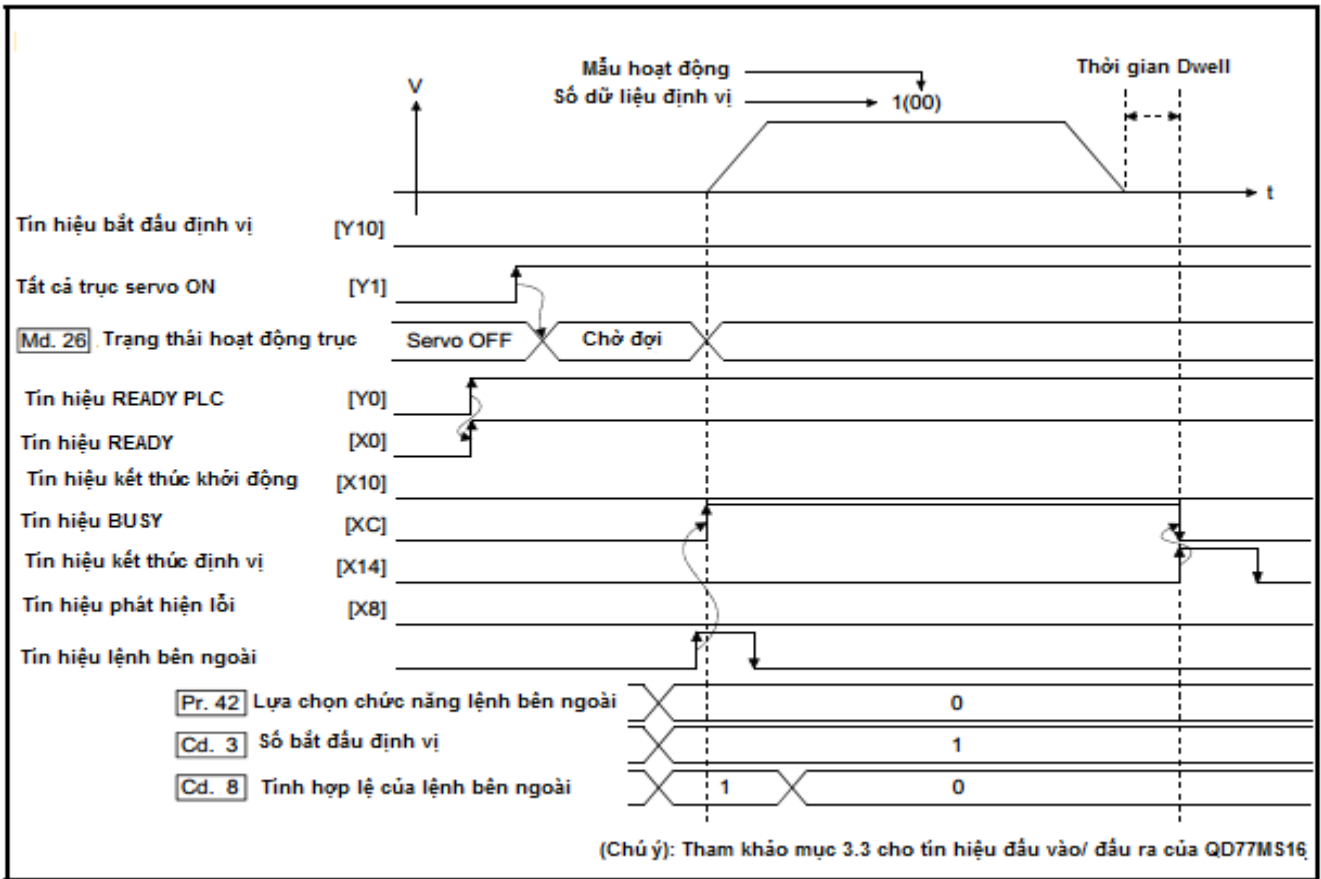 Mẫu hoạt động
Thời gian Dwell
V
Số dữ liệu định vị
1(00)
t
Tín hiệu bắt đầu định vị [Y10]
Tất cả trục servo ON [Y1]
Md. 26 Trạng thái hoạt động trục Servo OFF Chờ đợi
Tín hiệu READY PLC [Y0]
Tín hiệu READY [X0]
Tín hiệu kết thúc khởi động [X10]
Tín hiệu BUSY [XC]
Tín hiệu kết thúc định vị [X14]
Tín hiệu phát hiện lỗi [X8]
Tín hiệu lệnh bên ngoài
Pr. 42 Lựa chọn chức năng lệnh bên ngoài 0
Cd. 3 Số bắt đầu định vị 1
Cd. 8 Tính hợp lệ của lệnh bên ngoài 1 0
(Chú ý): Tham khảo mục 3.3 cho tín hiệu đầu vào/ đầu ra của QD77MS16